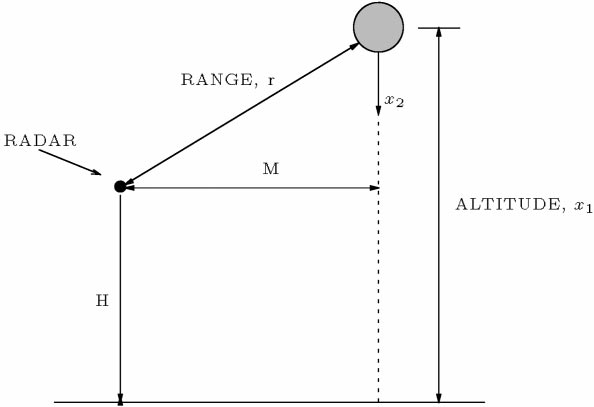 RANGE, r
x2
RADAR
M
ALTITUDE, x1
H